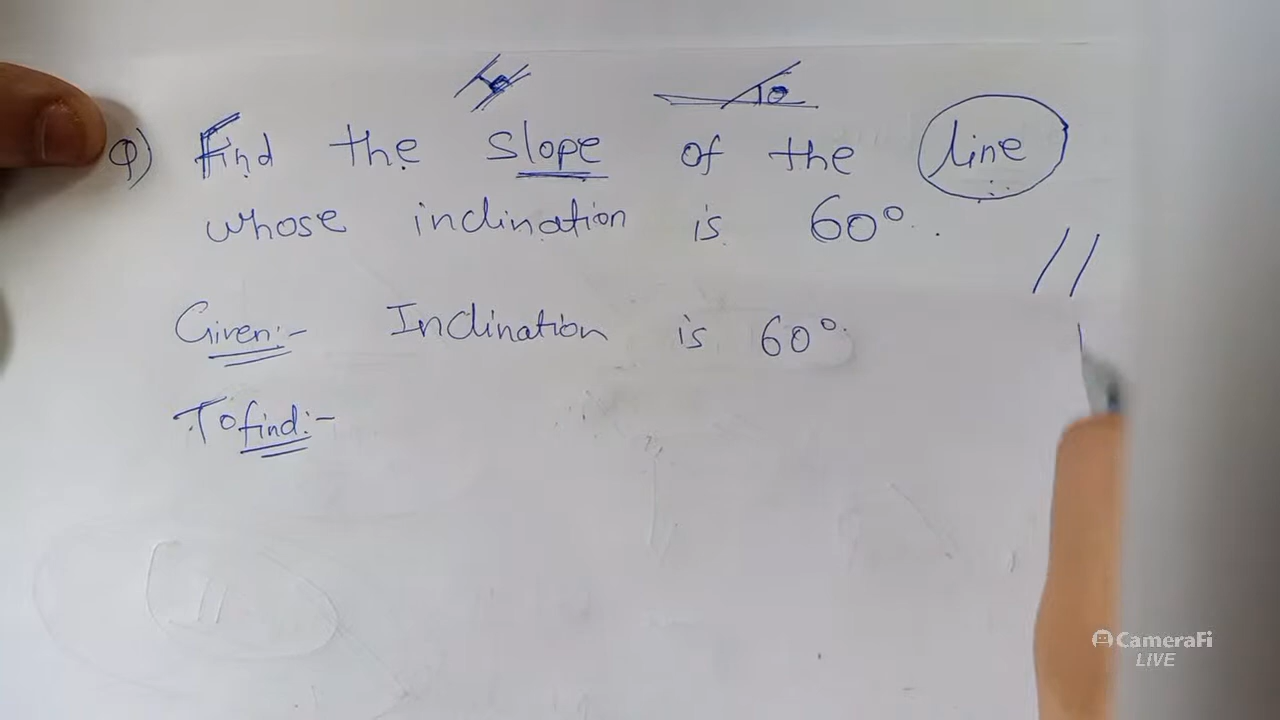 Q) Find the slope of the line
whose inclination is 60°.
Given:- Inclination is 60°.
To find:-
θ
CameraFi
LIVE